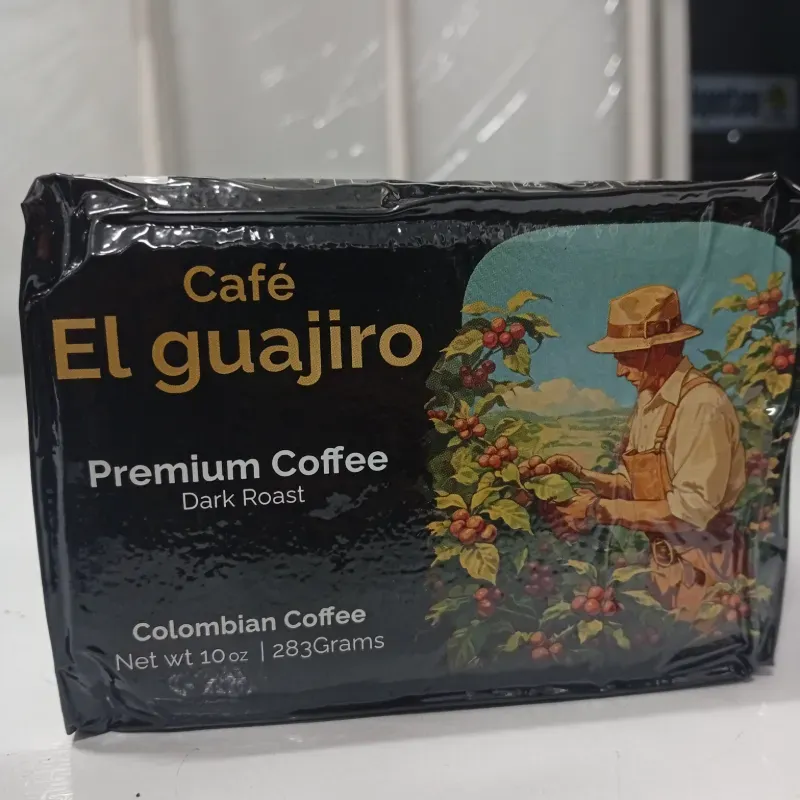 Café
El guajiro
Premium Coffee
Dark Roast
Colombian Coffee
Net wt 10 oz | 283Grams